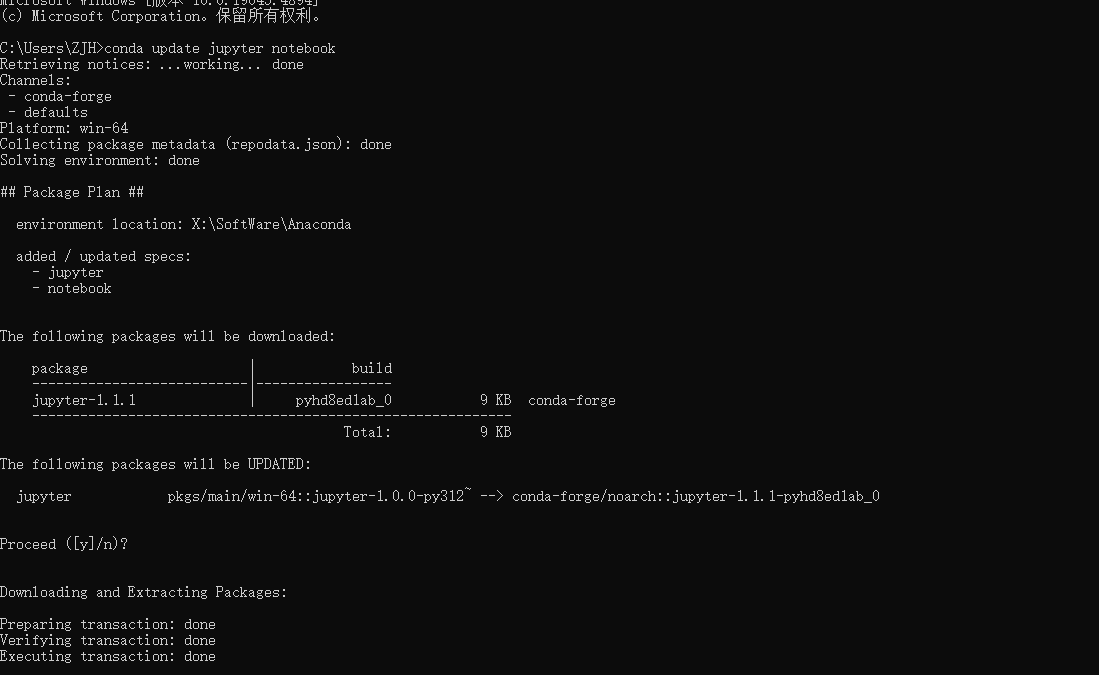 Microsoft Windows [版本 10.0.19045.4894]
(c) Microsoft Corporation。保留所有权利。
C:\Users\ZJH>conda update jupyter notebook
Retrieving notices: ...working... done
Channels:
- conda-forge
- defaults
Platform: win-64
Collecting package metadata (repodata.json): done
Solving environment: done
## Package Plan ##
environment location: X:\SoftWare\Anaconda
added / updated specs:
- jupyter
- notebook
The following packages will be downloaded:
package | build
---------------------------|-----------------
jupyter-1.1.1 | pyhd8ed1ab_0 9 KB conda-forge
------------------------------------------------------------
Total: 9 KB
The following packages will be UPDATED:
jupyter pkgs/main/win-64::jupyter-1.0.0-py312~ --> conda-forge/noarch::jupyter-1.1.1-pyhd8ed1ab_0
Proceed ([y]/n)?
Downloading and Extracting Packages:
Preparing transaction: done
Verifying transaction: done
Executing transaction: done